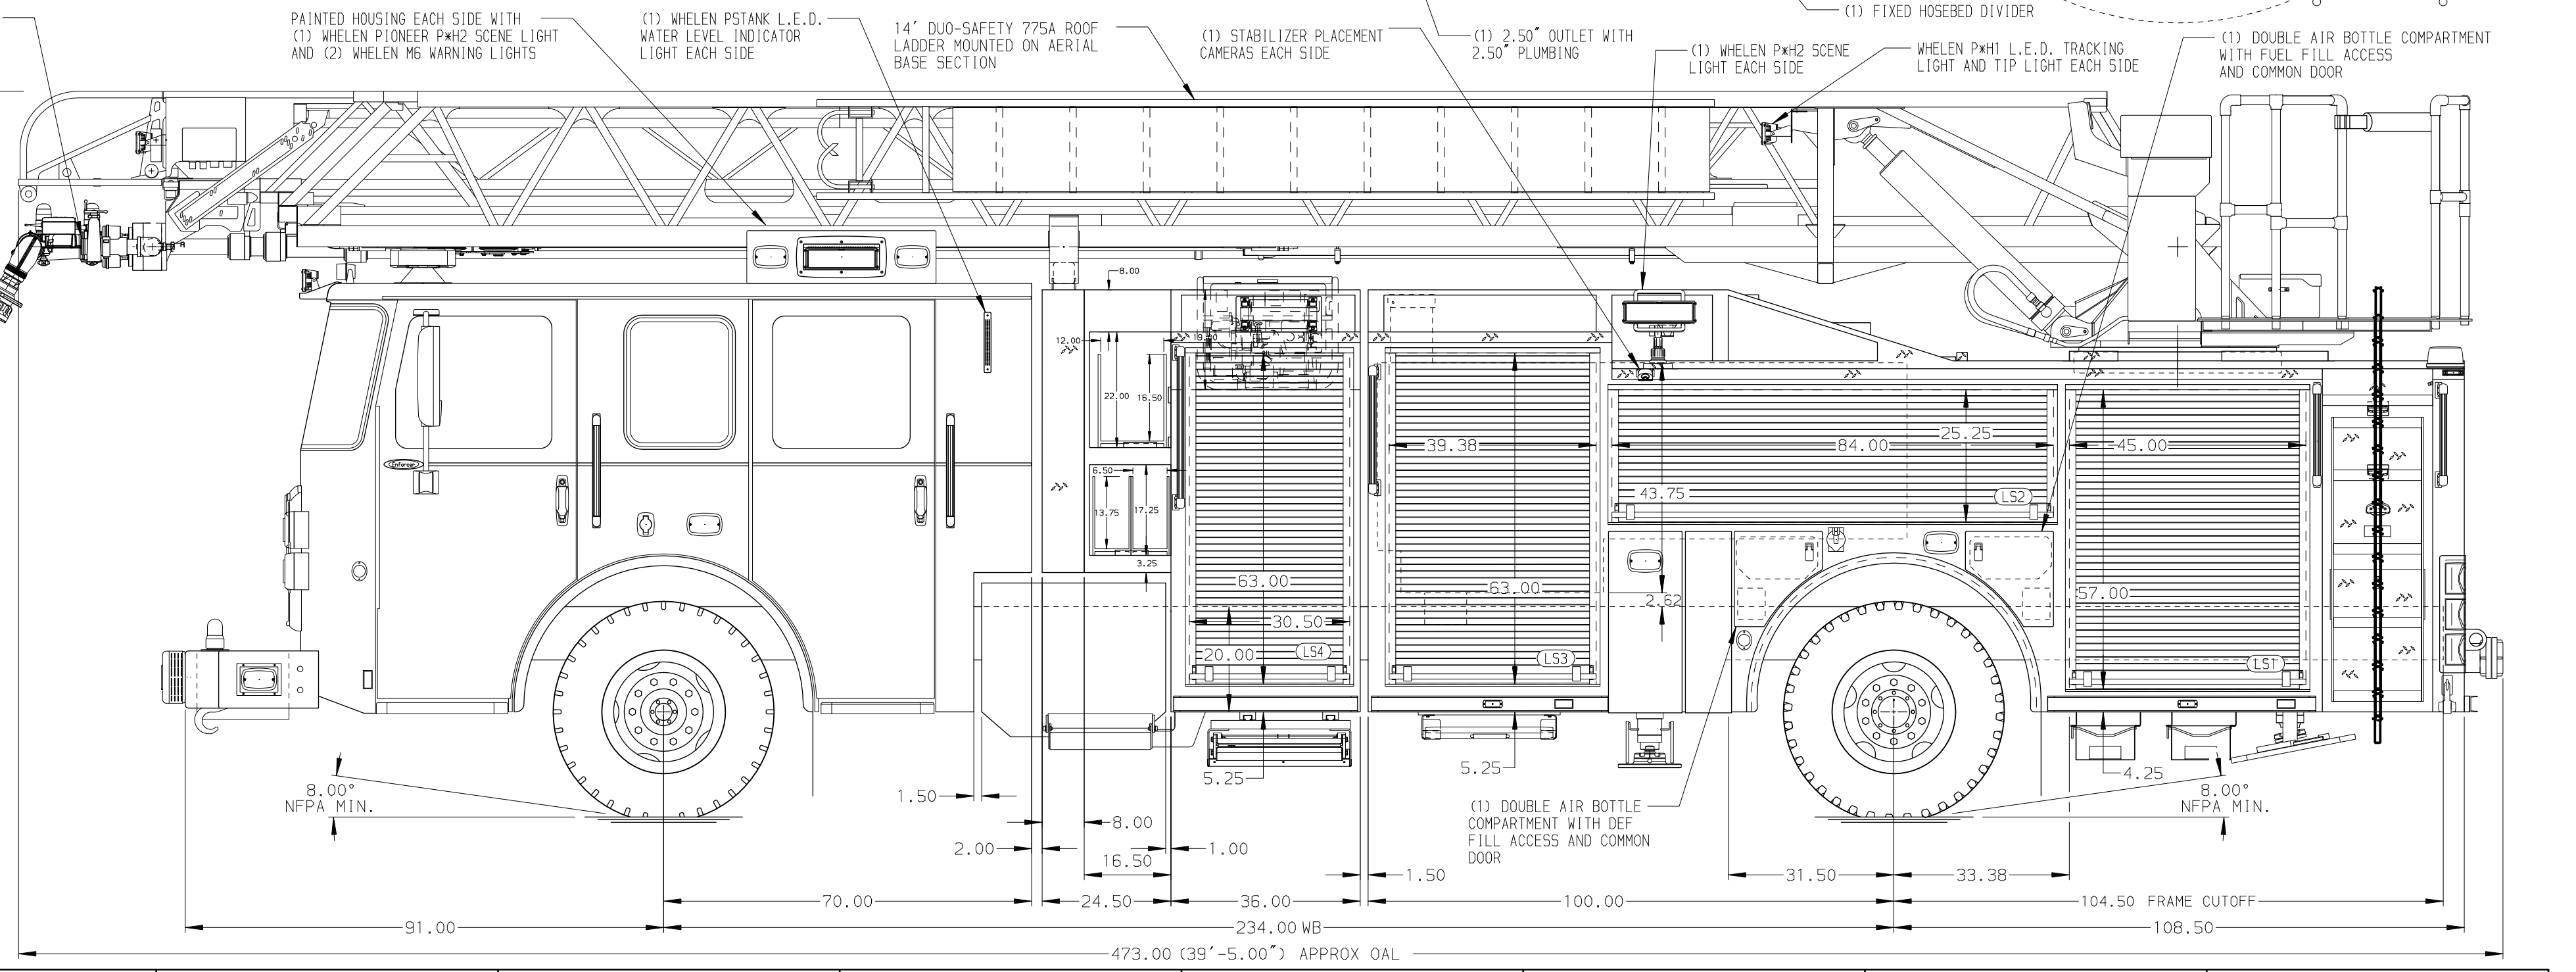 PAINTED HOUSING EACH SIDE WITH
(1) WHELEN PIONEER P*H2 SCENE LIGHT
AND (2) WHELEN M6 WARNING LIGHTS
(1) WHELEN PSTANK L.E.D.
WATER LEVEL INDICATOR
LIGHT EACH SIDE
14' DUO-SAFETY 775A ROOF
LADDER MOUNTED ON AERIAL
BASE SECTION
(1) STABILIZER PLACEMENT
CAMERAS EACH SIDE
(1) 2.50" OUTLET WITH
2.50" PLUMBING
(1) WHELEN P*H2 SCENE
LIGHT EACH SIDE
(1) FIXED HOSEBED DIVIDER
WHELEN P*H1 L.E.D. TRACKING
LIGHT AND TIP LIGHT EACH SIDE
(1) DOUBLE AIR BOTTLE COMPARTMENT
WITH FUEL FILL ACCESS
AND COMMON DOOR
8.00
12.00
19.00
22.00
16.50
6.50
13.75
17.25
3.25
Enforcer
39.38
84.00
25.25
45.00
43.75
LS2
63.00
63.00
2.62
57.00
30.50
20.00
LS4
LS3
LS1
5.25
5.25
4.25
8.00°
NFPA MIN.
8.00°
NFPA MIN.
1.50
8.00
2.00
16.50
1.00
1.50
(1) DOUBLE AIR BOTTLE
COMPARTMENT WITH DEF
FILL ACCESS AND COMMON
DOOR
31.50
33.38
70.00
24.50
36.00
100.00
104.50 FRAME CUTOFF
91.00
234.00 WB
108.50
473.00 (39'-5.00") APPROX OAL